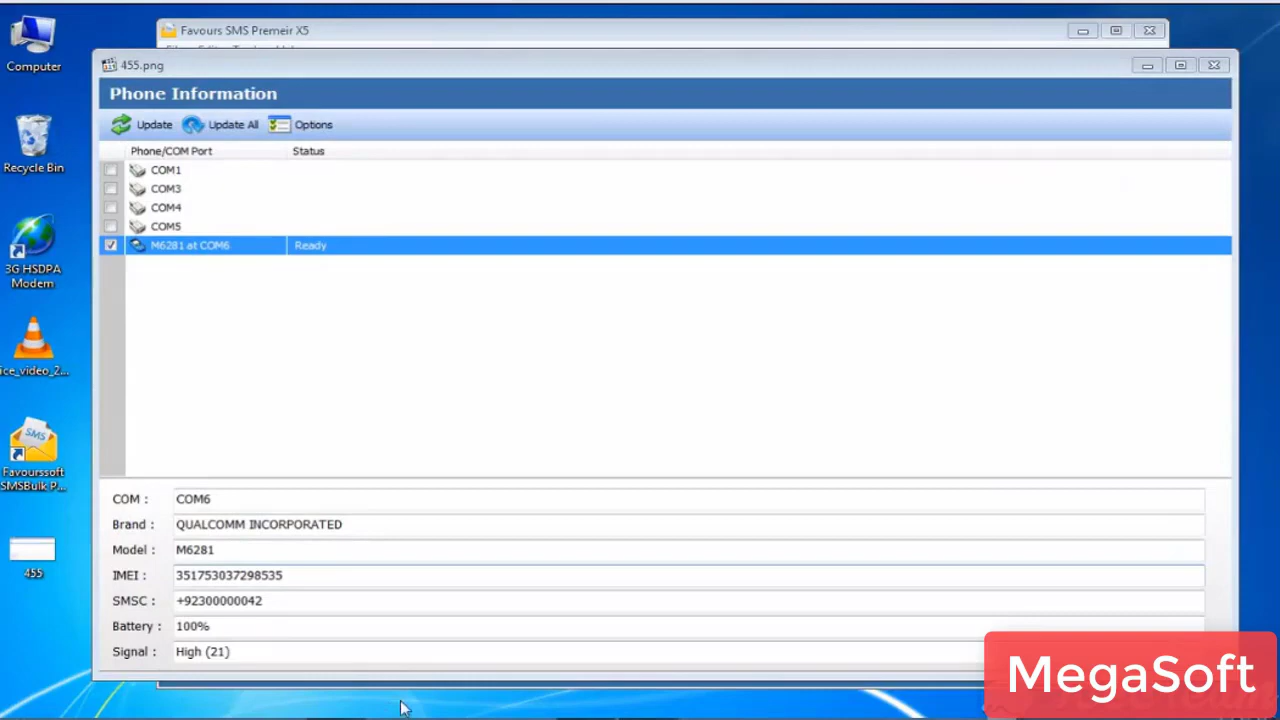 Computer
Recycle Bin
3G HSDPA
Modem
ice_video_2...
SMS
Favourssoft
SMSBulk P...
455
Favours SMS Premeir X5
455.png
Phone Information
Update
Update All
Options
Phone/COM Port
Status
COM1
COM3
COM4
COM5
M6281 at COM6
Ready
COM : COM6
Brand : QUALCOMM INCORPORATED
Model : M6281
IMEI : 351753037298535
SMSC : +92300000042
Battery : 100%
Signal : High (21)
MegaSoft